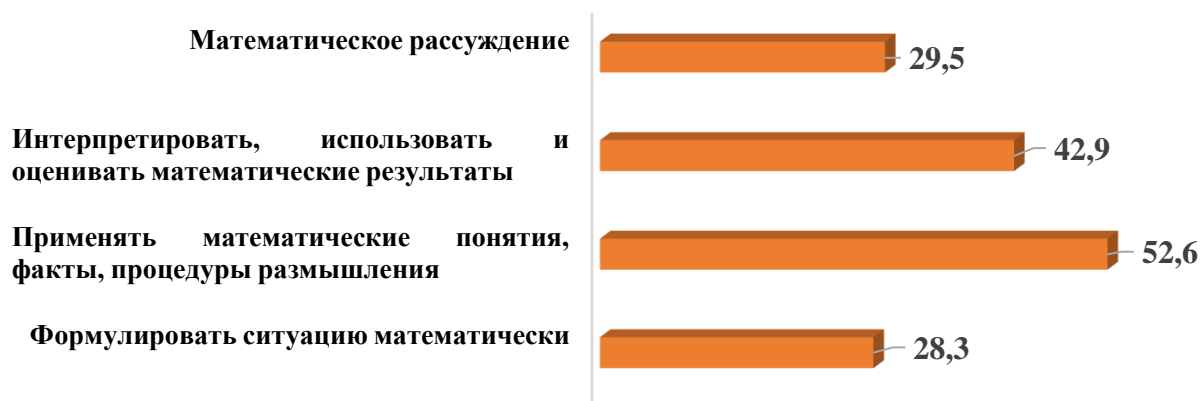 Математическое рассуждение
29,5
Интерпретировать, использовать и
оценивать математические результаты
42,9
Применять математические понятия,
факты, процедуры размышления
52,6
Формулировать ситуацию математически
28,3